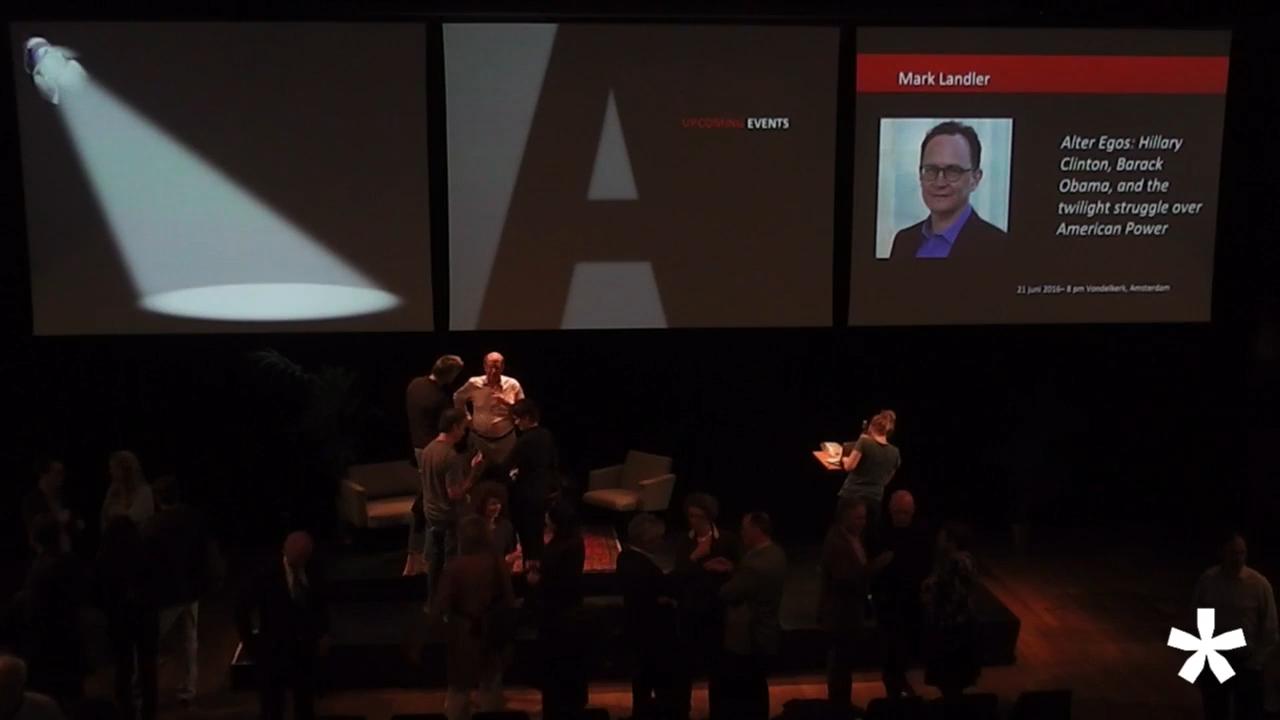 UPCOMING EVENTS
Mark Landler
Alter Egos: Hillary
Clinton, Barack
Obama, and the
twilight struggle over
American Power
21 juni 2016– 8 pm Vondelkerk, Amsterdam